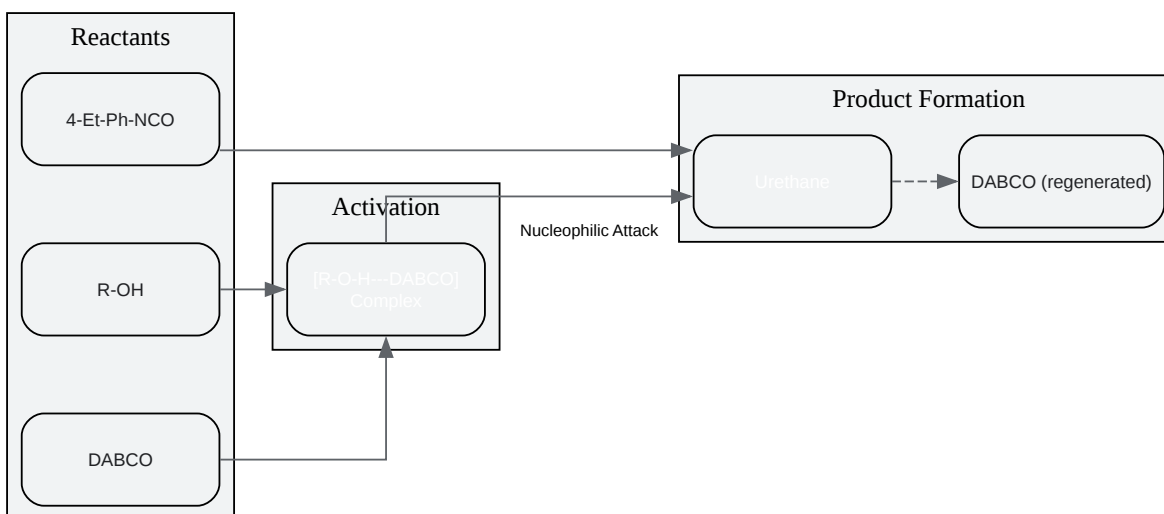 Reactants
4-Et-Ph-NCO
R-OH
DABCO
Activation
[R-O-H---DABCO]
Complex
Nucleophilic Attack
Product Formation
Urethane
DABCO (regenerated)